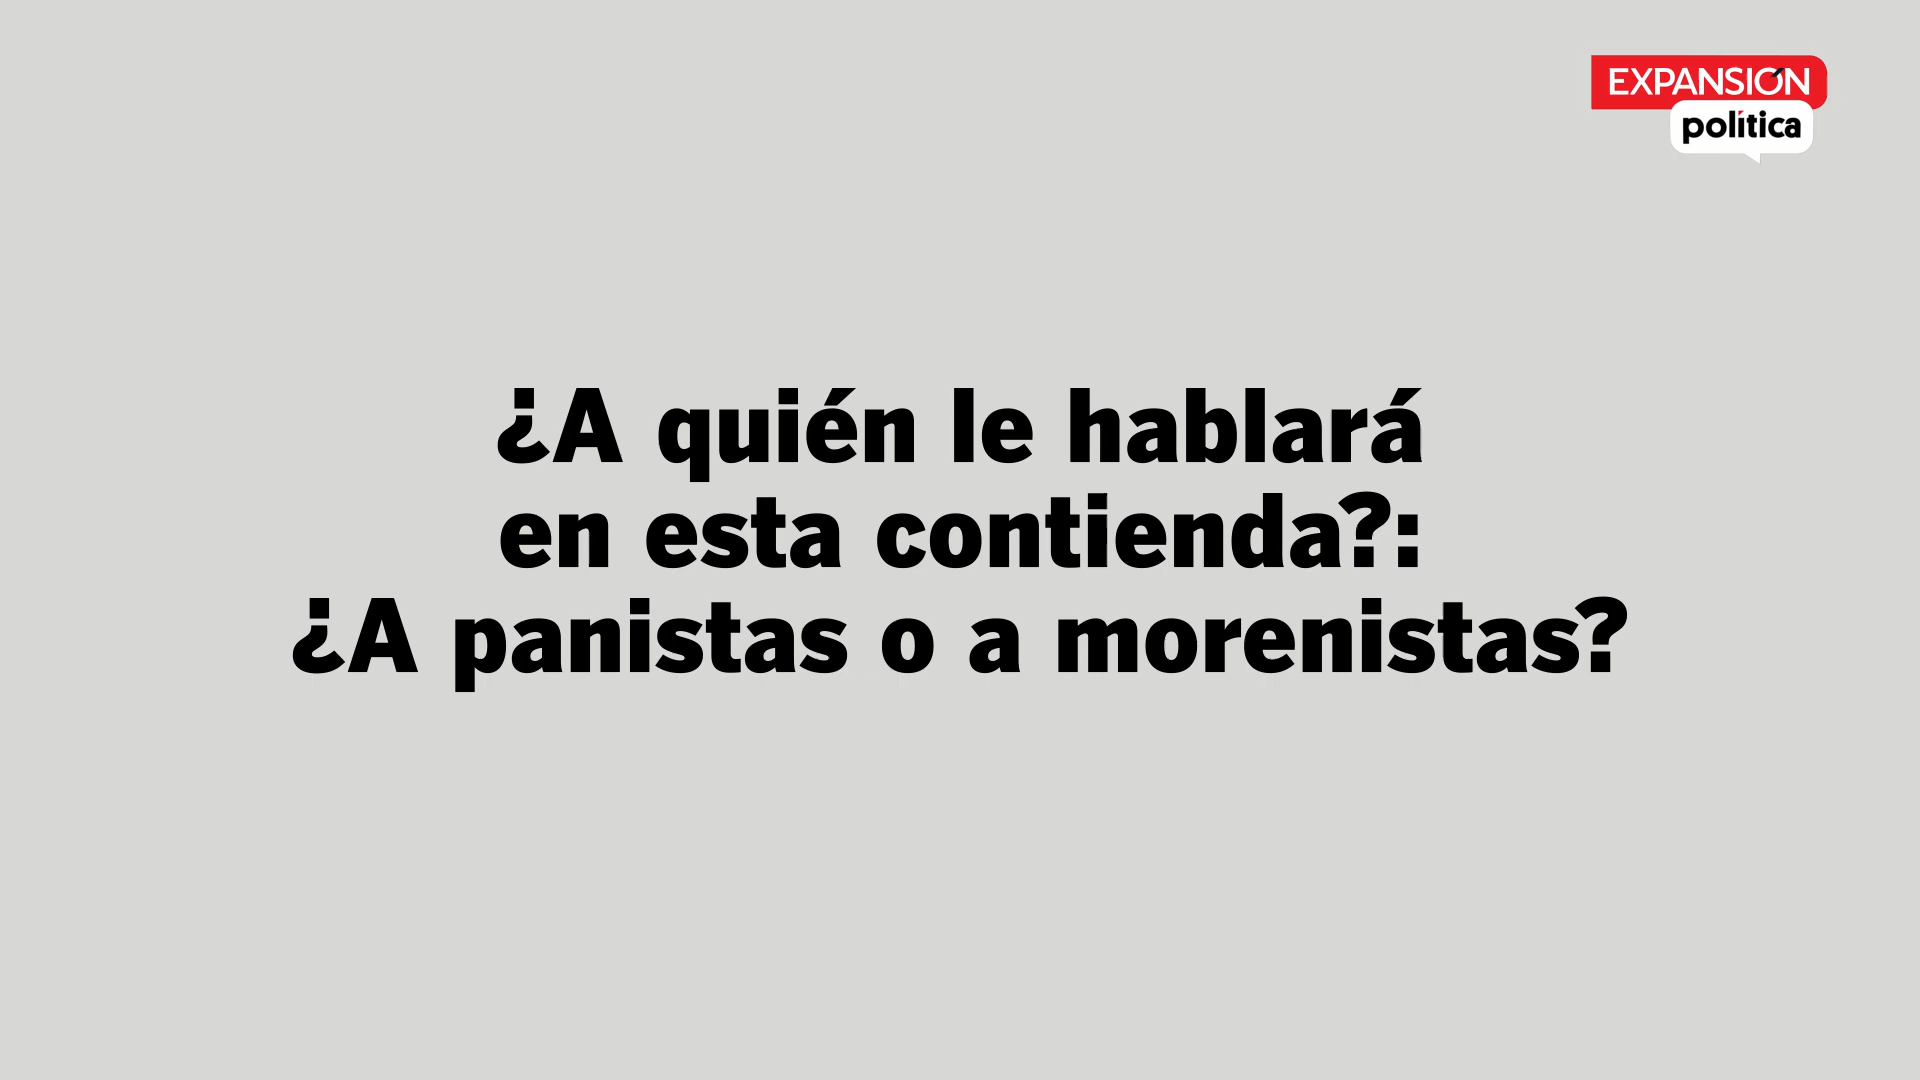 EXPANSIÓN
política
¿A quién le hablará
en esta contienda?:
¿A panistas o a morenistas?